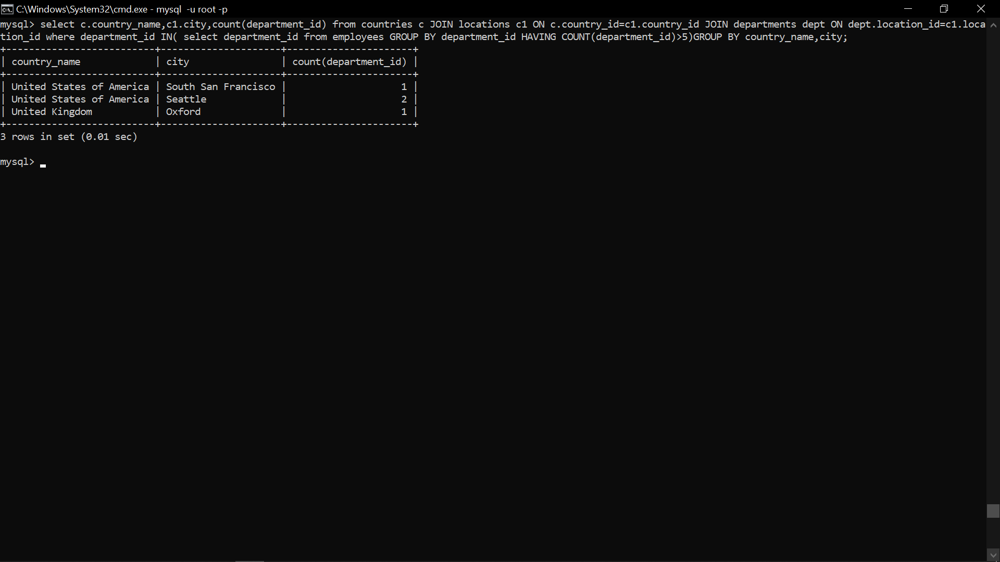 C:\Windows\System32\cmd.exe - mysql  -u root -p
mysql> select c.country_name,c1.city,count(department_id) from countries c JOIN locations c1 ON c.country_id=c1.country_id JOIN departments dept ON dept.location_id=c1.loca
tion_id where department_id IN( select department_id from employees GROUP BY department_id HAVING COUNT(department_id)>5)GROUP BY country_name,city;
+--------------------------+---------------------+----------------------+
| country_name             | city                | count(department_id) |
+--------------------------+---------------------+----------------------+
| United States of America | South San Francisco |                    1 |
| United States of America | Seattle             |                    2 |
| United Kingdom           | Oxford              |                    1 |
+--------------------------+---------------------+----------------------+
3 rows in set (0.01 sec)
mysql> _